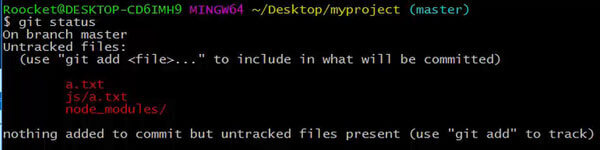 Roocket@DESKTOP-CD6IMH9 MINGW64 ~/Desktop/myproject (master)
$ git status
On branch master
Untracked files:
  (use "git add <file>..." to include in what will be committed)

        a.txt
        js/a.txt
        node_modules/

nothing added to commit but untracked files present (use "git add" to track)